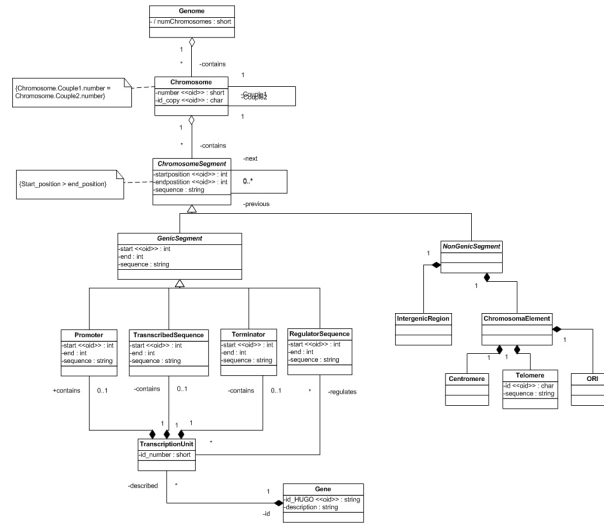 Genome
- / numChromosomes : short
1
*
-contains
1
{Chromosome.Couple1.number =
Chromosome.Couple2.number}
Chromosome
-number <<oid>> : short
-id_copy <<oid>> : char
-Couple1
-Couple2
1
1
*
-contains
-next
ChromosomeSegment
-startposition <<oid>> : int
-endpostition <<oid>> : int
-sequence : string
0..*
{Start_position > end_position}
-previous
GenicSegment
-start <<oid>> : int
-end : int
-sequence : string
NonGenicSegment
1
1
Promoter
-start <<oid>> : int
-end : int
-sequence : string
TrasnscribedSequence
-start <<oid>> : int
-end : int
-sequence : string
Terminator
-start <<oid>> : int
-end : int
-sequence : string
RegulatorSequence
-start <<oid>> : int
-end : int
-sequence : string
IntergenicRegion
ChromosomaElement
1
1
1
Centromere
Telomere
-id <<oid>> : char
-sequence : string
ORI
+contains
0..1
-contains
0..1
-contains
0..1
*
-regulates
1
1
1
*
TranscriptionUnit
-id_number : short
-described
*
1
-id
Gene
-id_HUGO <<oid>> : string
-description : string